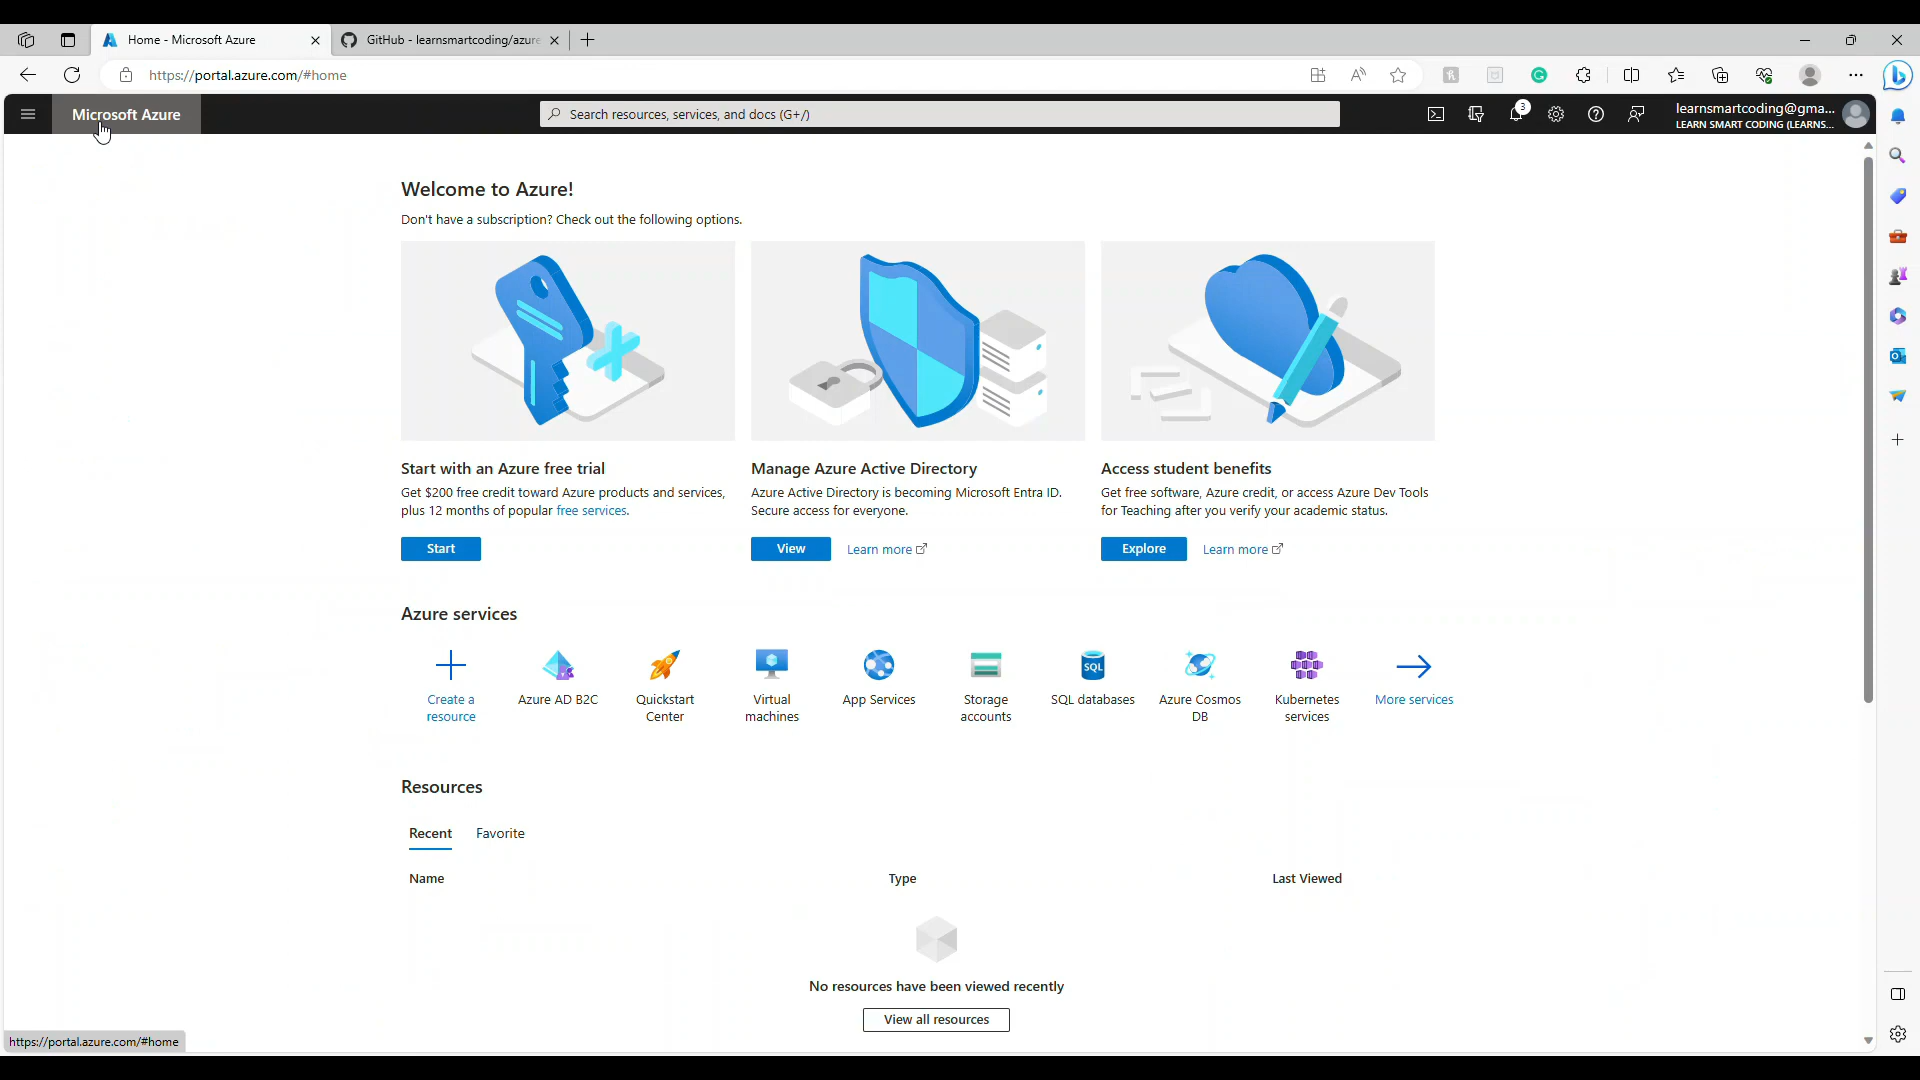 Home - Microsoft Azure
GitHub - learnsmartcoding/azure
https://portal.azure.com/#home
Microsoft Azure
Search resources, services, and docs (G+/)
3
learnsmartcoding@gma...
LEARN SMART CODING (LEARNS...
Welcome to Azure!
Don't have a subscription? Check out the following options.
Start with an Azure free trial
Get $200 free credit toward Azure products and services,
plus 12 months of popular free services.
Start
Manage Azure Active Directory
Azure Active Directory is becoming Microsoft Entra ID.
Secure access for everyone.
View
Learn more
Access student benefits
Get free software, Azure credit, or access Azure Dev Tools
for Teaching after you verify your academic status.
Explore
Learn more
Azure services
Create a
resource
Azure AD B2C
Quickstart
Center
Virtual
machines
App Services
Storage
accounts
SQL
SQL databases
Azure Cosmos
DB
Kubernetes
services
More services
Resources
Recent
Favorite
Name
Type
Last Viewed
No resources have been viewed recently
View all resources
https://portal.azure.com/#home